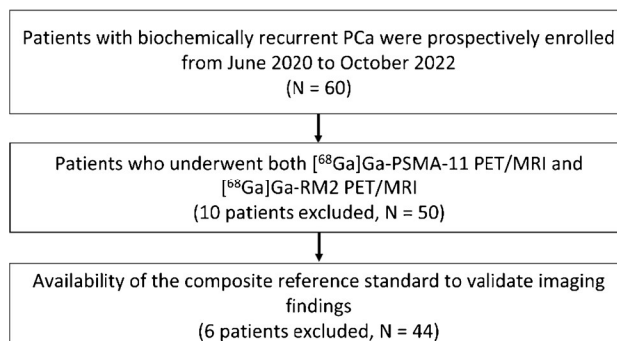 Patients with biochemically recurrent PCa were prospectively enrolled
from June 2020 to October 2022
(N = 60)
Patients who underwent both [⁶⁸Ga]Ga-PSMA-11 PET/MRI and
[⁶⁸Ga]Ga-RM2 PET/MRI
(10 patients excluded, N = 50)
Availability of the composite reference standard to validate imaging
findings
(6 patients excluded, N = 44)